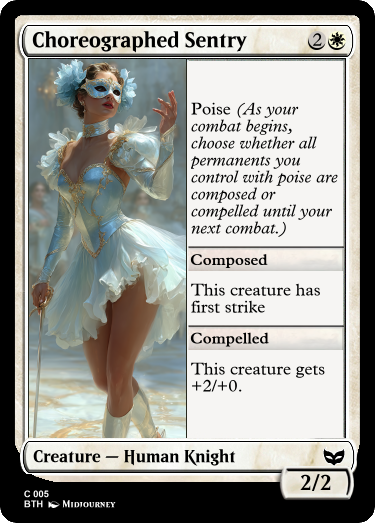 Choreographed Sentry 2
Poise (As your
combat begins,
choose whether all
permanents you
control with poise are
composed or
compelled until your
next combat.)
Composed
This creature has
first strike
Compelled
This creature gets
+2/+0.
Creature — Human Knight
2/2
C 005
BTH Midjourney